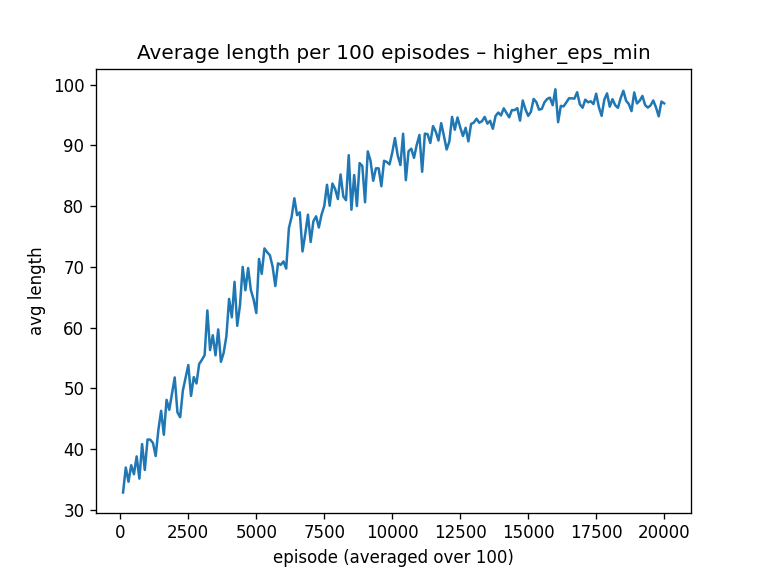 Average length per 100 episodes – higher_eps_min
100
90
80
70
60
50
40
30
avg length
0 2500 5000 7500 10000 12500 15000 17500 20000
episode (averaged over 100)